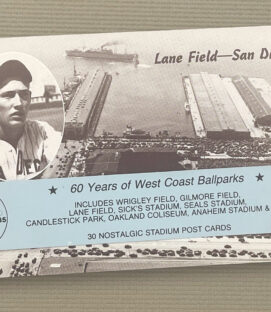 Lane Field—San D
60 Years of West Coast Ballparks
INCLUDES WRIGLEY FIELD, GILMORE FIELD,
LANE FIELD, SICK'S STADIUM, SEALS STADIUM,
CANDLESTICK PARK, OAKLAND COLISEUM, ANAHEIM STADIUM &
30 NOSTALGIC STADIUM POST CARDS